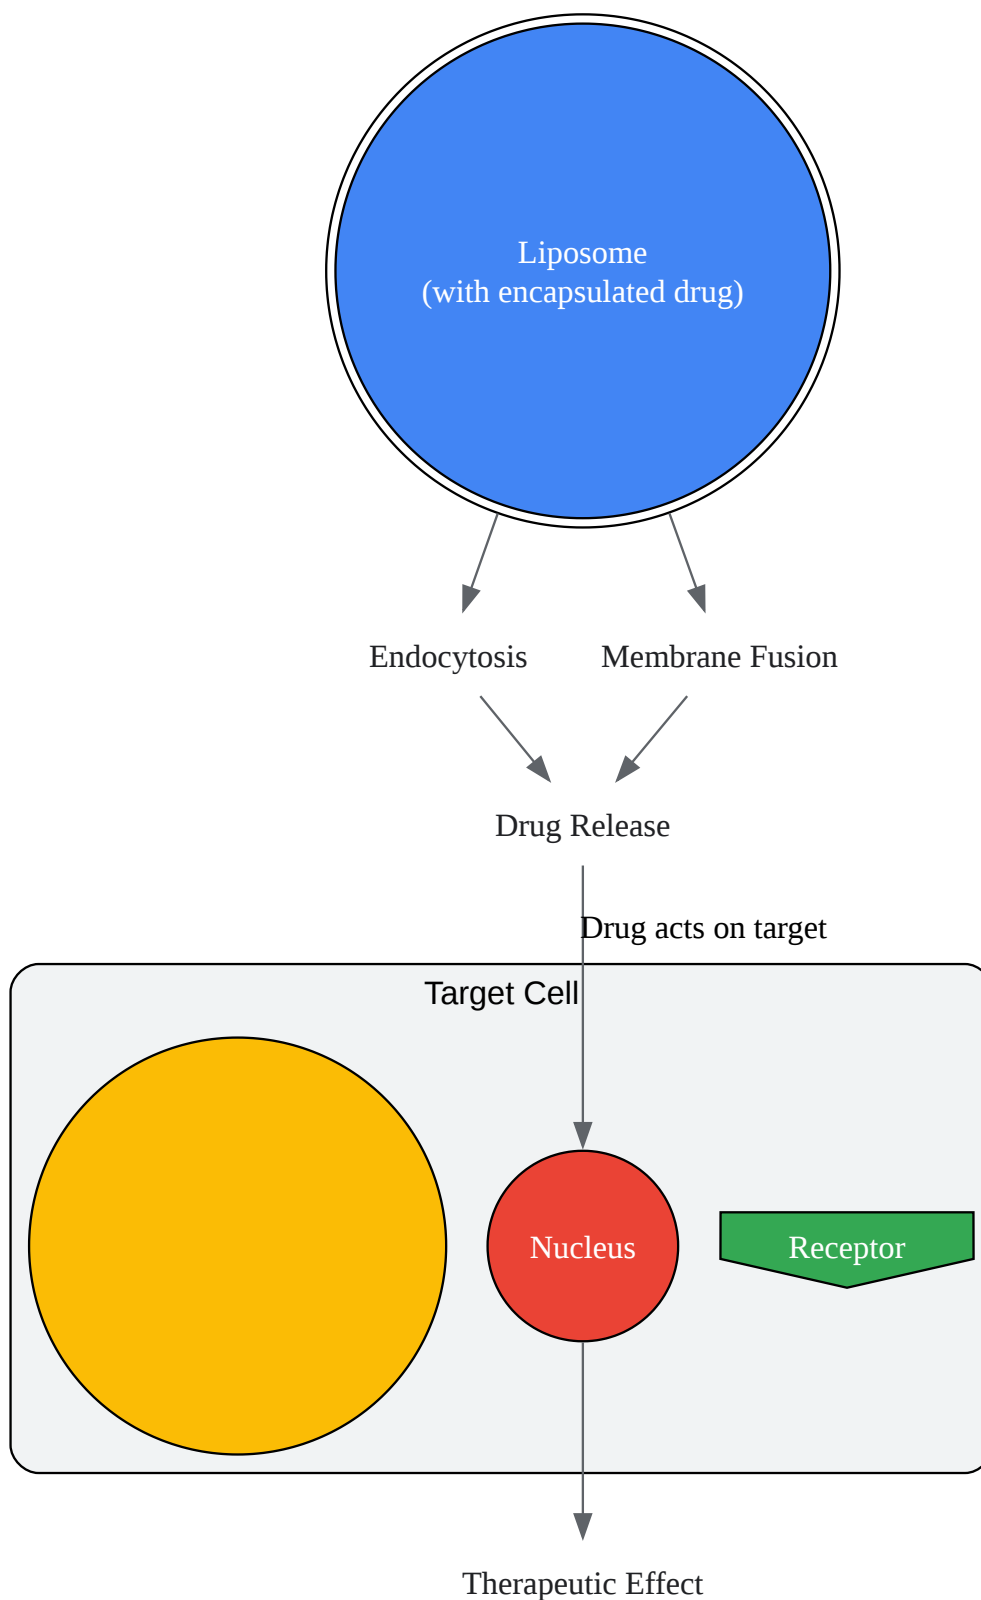 Liposome
(with encapsulated drug)
Endocytosis
Membrane Fusion
Drug Release
Drug acts on target
Target Cell
Nucleus
Receptor
Therapeutic Effect